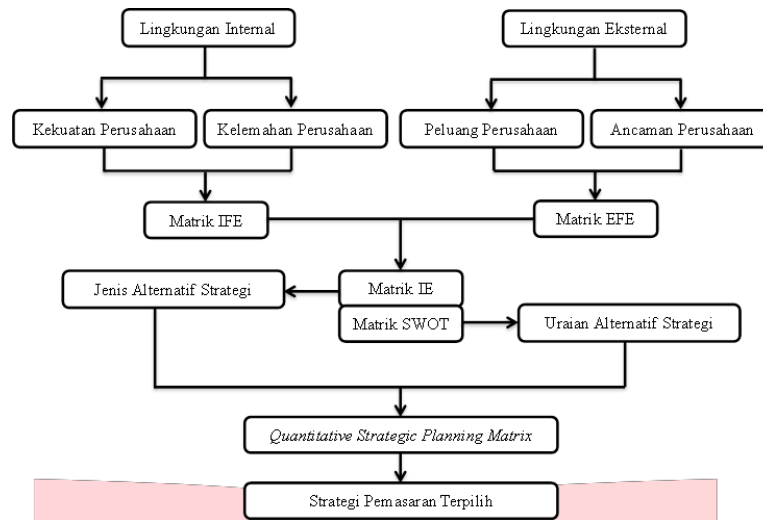 Lingkungan Internal
Lingkungan Eksternal
Kekuatan Perusahaan
Kelemahan Perusahaan
Peluang Perusahaan
Ancaman Perusahaan
Matrik IFE
Matrik EFE
Jenis Alternatif Strategi
Matrik IE
Matrik SWOT
Uraian Alternatif Strategi
Quantitative Strategic Planning Matrix
Strategi Pemasaran Terpilih